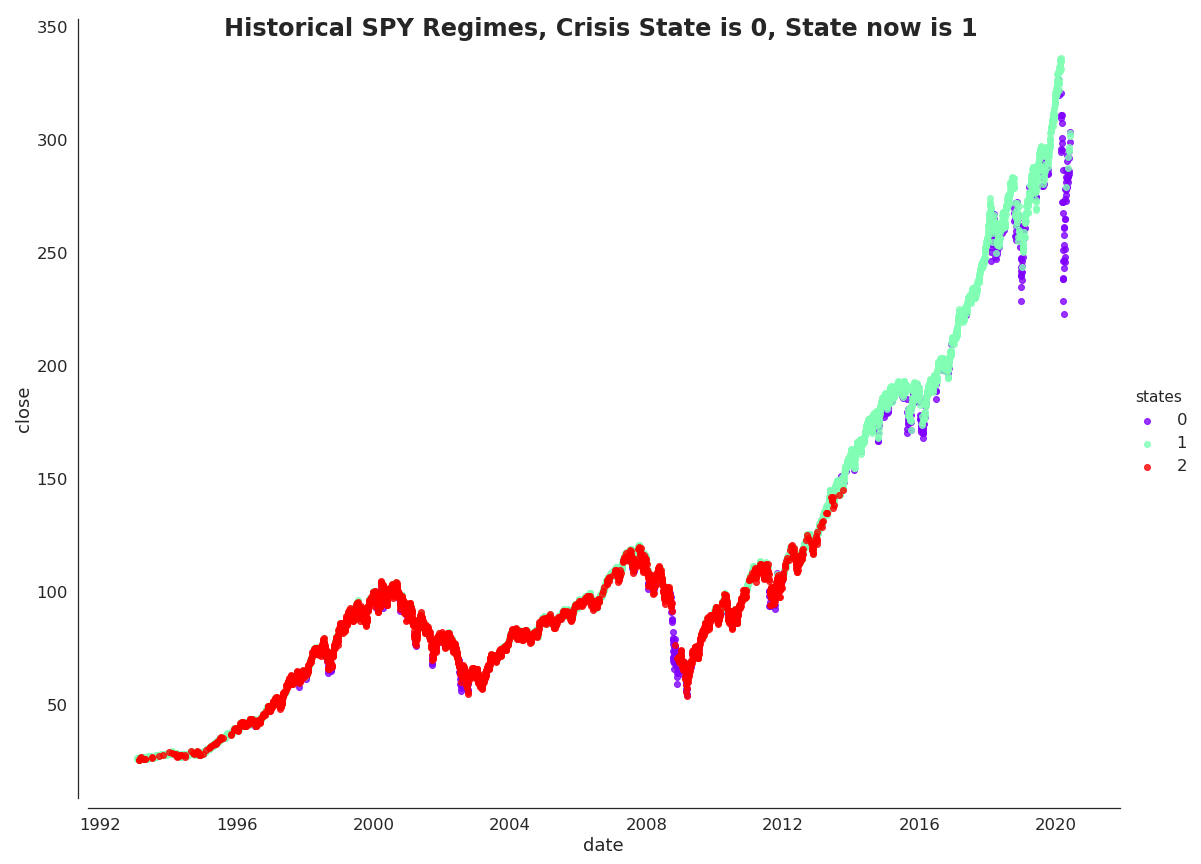 Historical SPY Regimes, Crisis State is 0, State now is 1
350
300
250
200
150
100
50
close
1992 1996 2000 2004 2008 2012 2016 2020
date
states
0
1
2